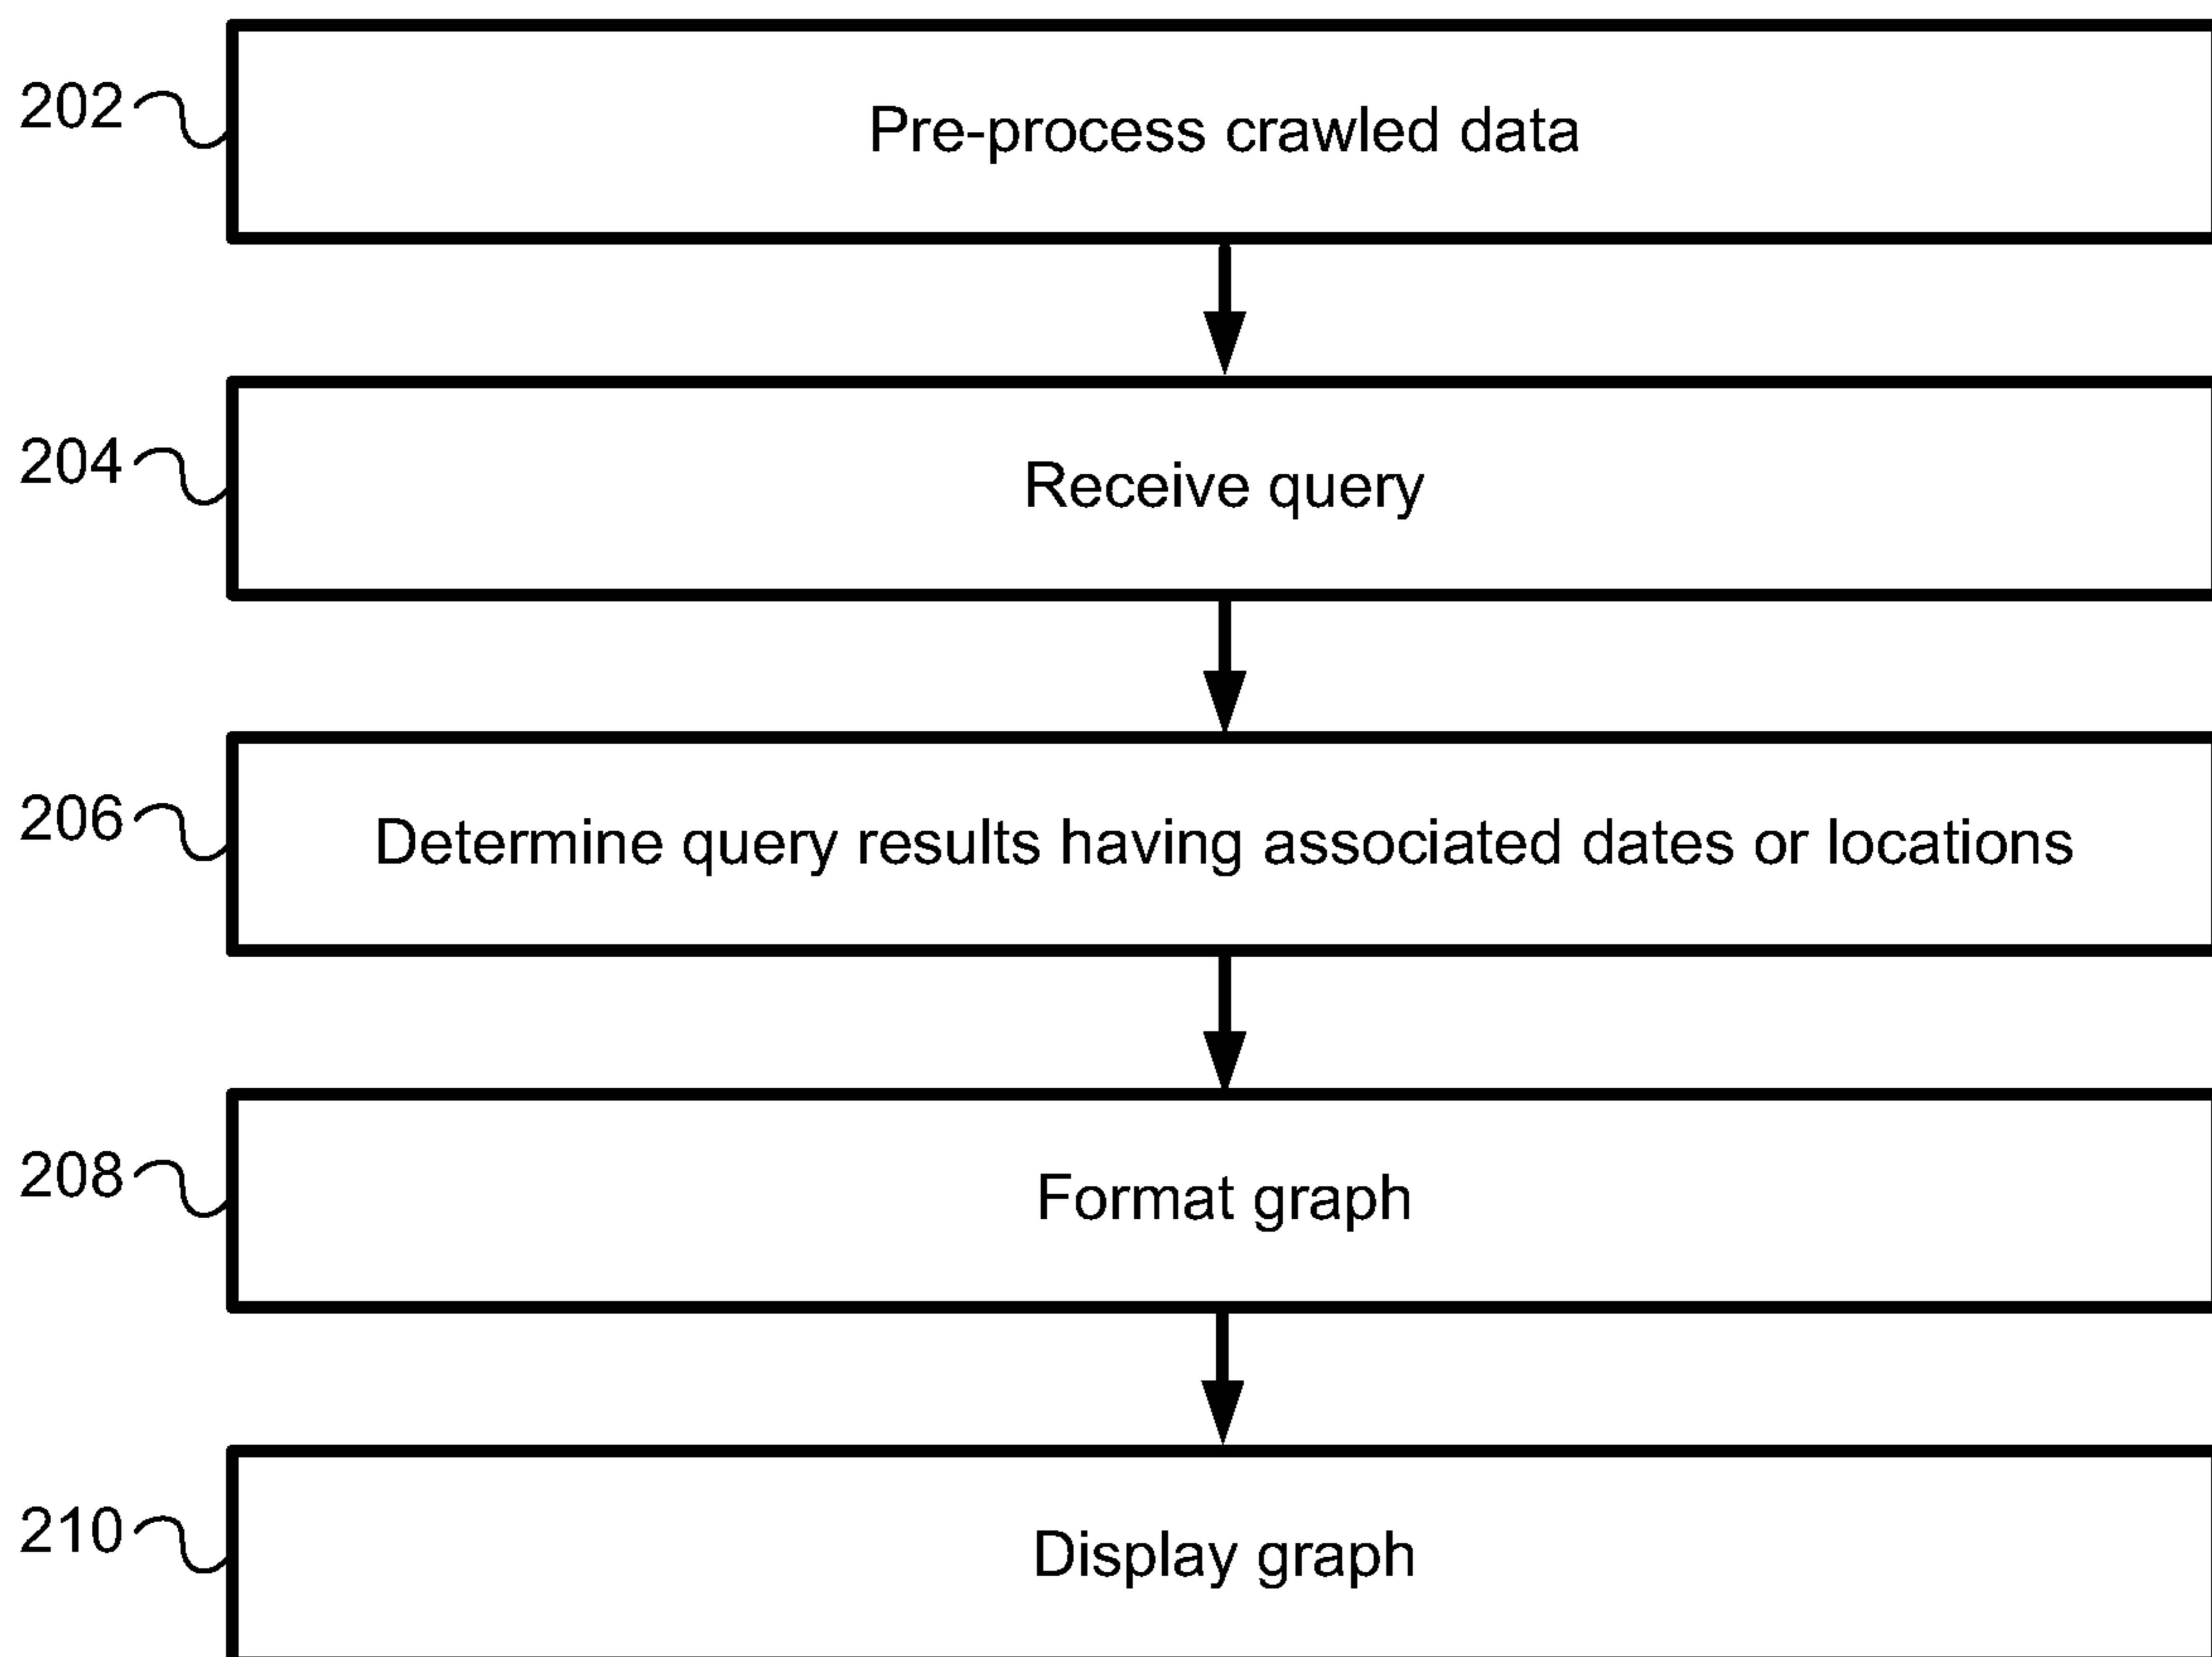 202
Pre-process crawled data
204
Receive query
206
Determine query results having associated dates or locations
208
Format graph
210
Display graph